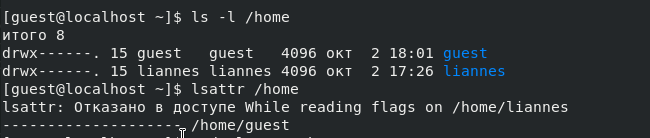 [guest@localhost ~]$ ls -l /home
итого 8
drwx------. 15 guest   guest   4096 окт  2 18:01 guest
drwx------. 15 liannes liannes 4096 окт  2 17:26 liannes
[guest@localhost ~]$ lsattr /home
lsattr: Отказано в доступе While reading flags on /home/liannes
-------------------- /home/guest